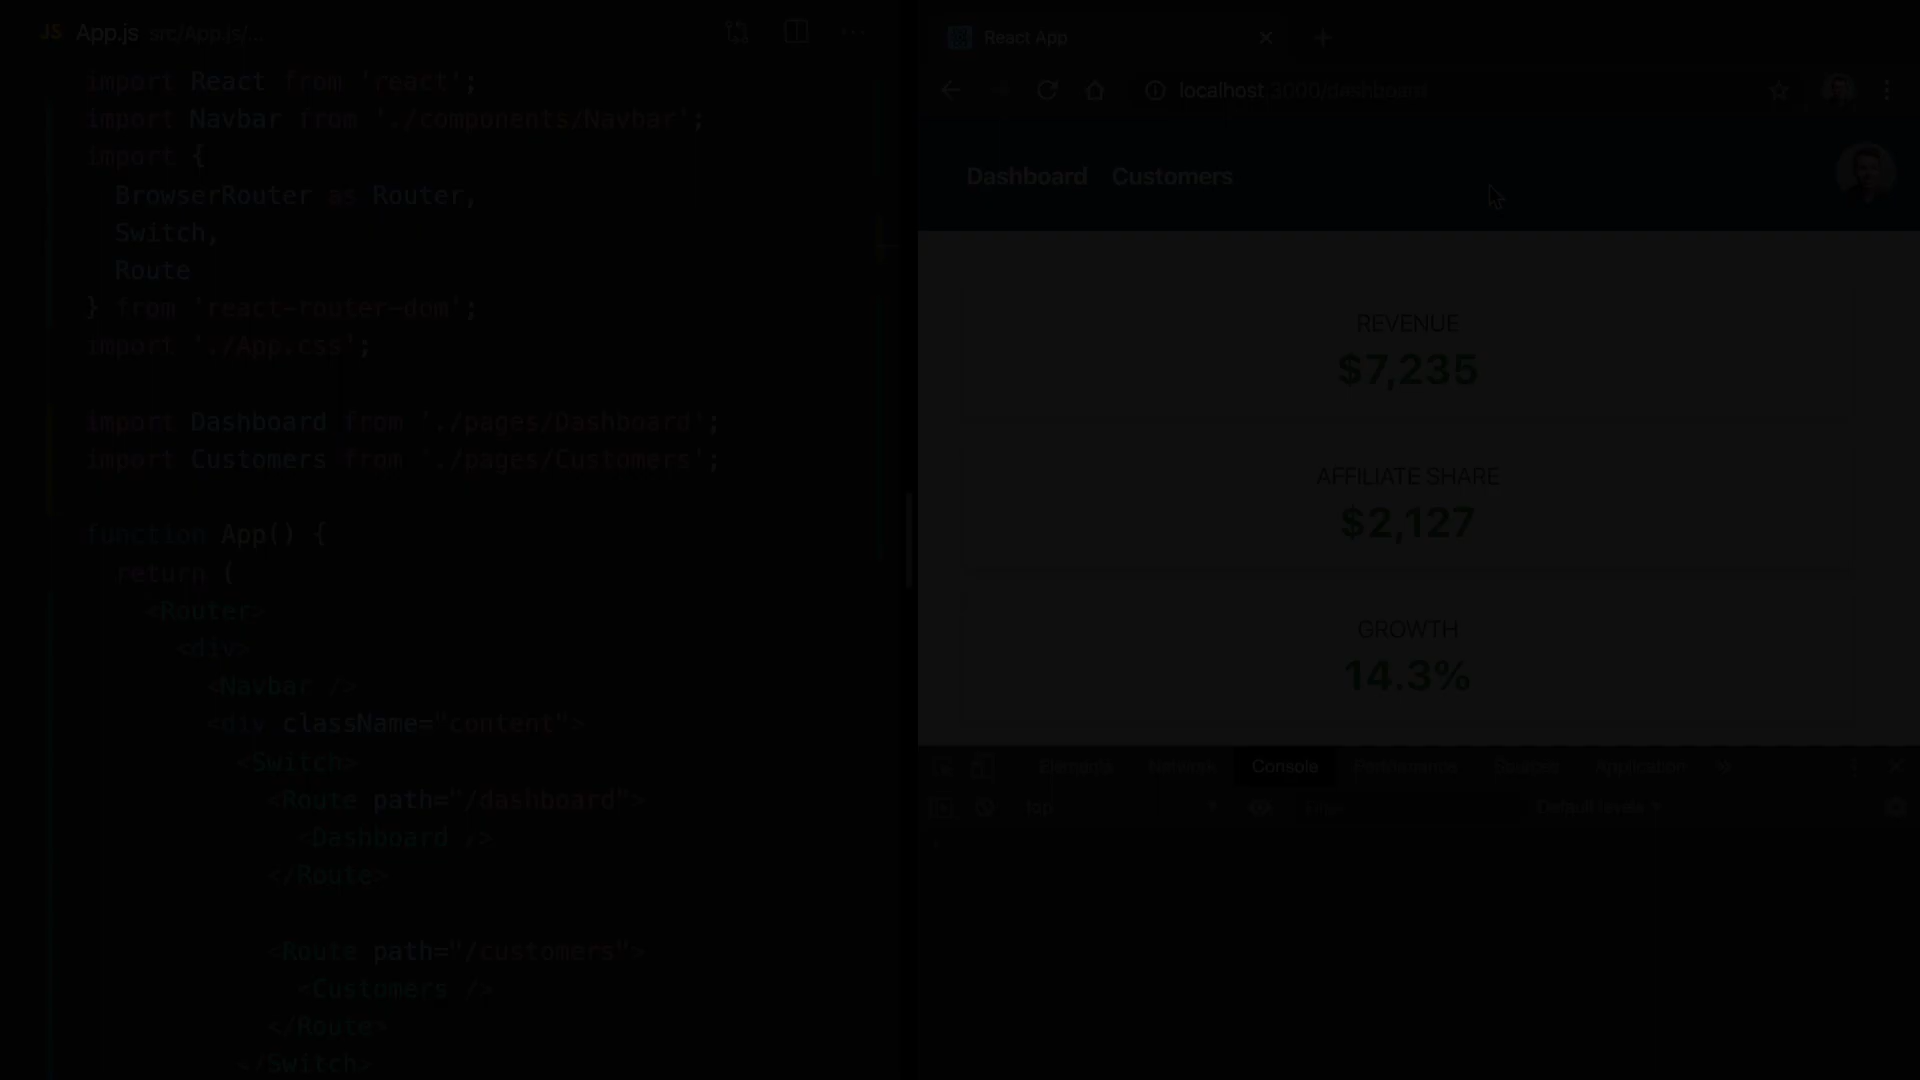 JS App.js src/App.js/...
import React from 'react';
import Navbar from './components/Navbar';
import {
BrowserRouter as Router,
Switch,
Route
} from 'react-router-dom';
import './App.css';
import Dashboard from './pages/Dashboard';
import Customers from './pages/Customers';
function App() {
return (
<Router>
<div>
<Navbar />
<div className="content">
<Switch>
<Route path="/dashboard">
<Dashboard />
</Route>
<Route path="/customers">
<Customers />
</Route>
</Switch>
React App
localhost:3000/dashboard
Dashboard Customers
REVENUE
$7,235
AFFILIATE SHARE
$2,127
GROWTH
14.3%
Elements Network Console Performance Sources Application
top Filter Default levels